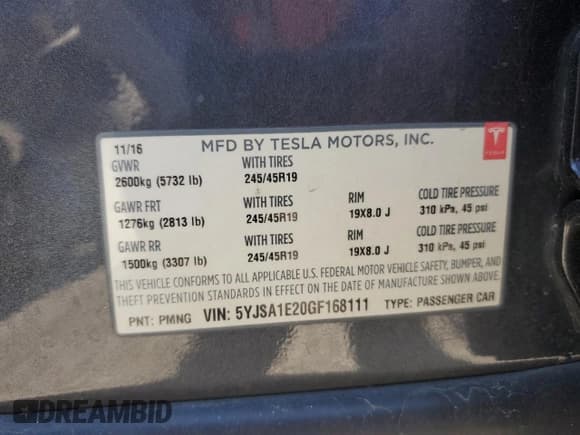 11/16 MFD BY TESLA MOTORS, INC.
TESLA
GVWR WITH TIRES
2600kg (5732 lb) 245/45R19
GAWR FRT WITH TIRES RIM COLD TIRE PRESSURE
1276kg (2813 lb) 245/45R19 19X8.0 J 310 kPa, 45 psi
GAWR RR WITH TIRES RIM COLD TIRE PRESSURE
1500kg (3307 lb) 245/45R19 19X8.0 J 310 kPa, 45 psi
THIS VEHICLE CONFORMS TO ALL APPLICABLE U.S. FEDERAL MOTOR VEHICLE SAFETY, BUMPER, AND
THEFT PREVENTION STANDARDS IN EFFECT ON THE DATE OF MANUFACTURE SHOWN ABOVE.
PNT: PMNG VIN: 5YJSA1E20GF168111 TYPE: PASSENGER CAR
DREAMBID